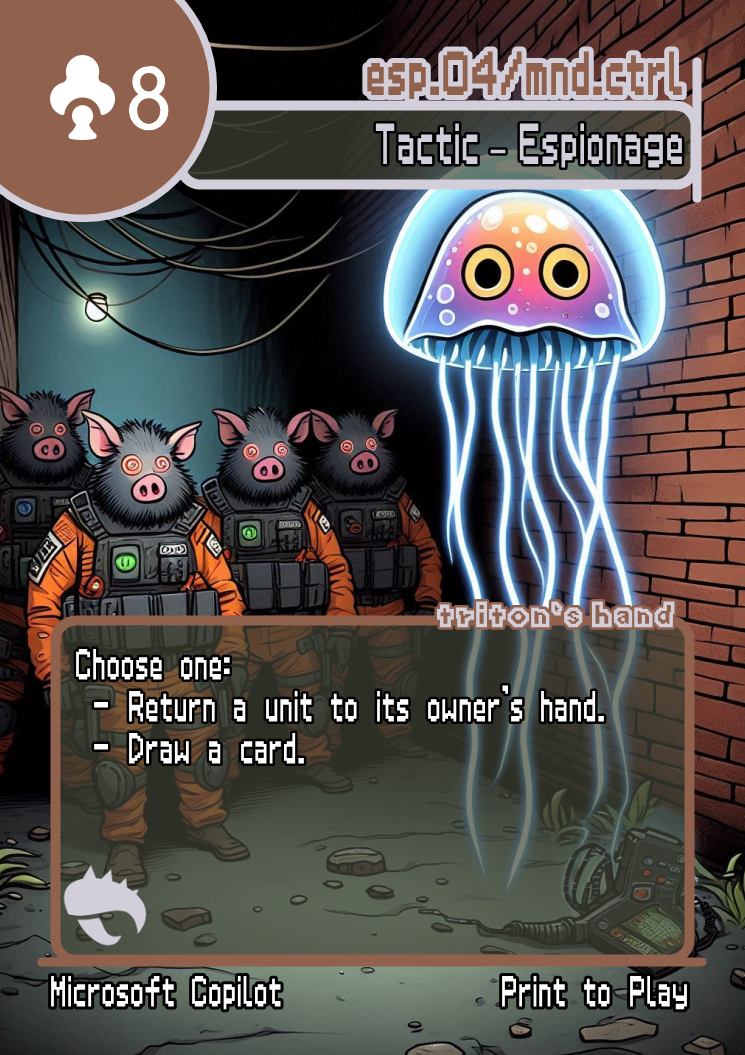 8
esp.04/mnd.ctrl
Tactic - Espionage
triton's hand
Choose one:
- Return a unit to its owner's hand.
- Draw a card.
Microsoft Copilot
Print to Play